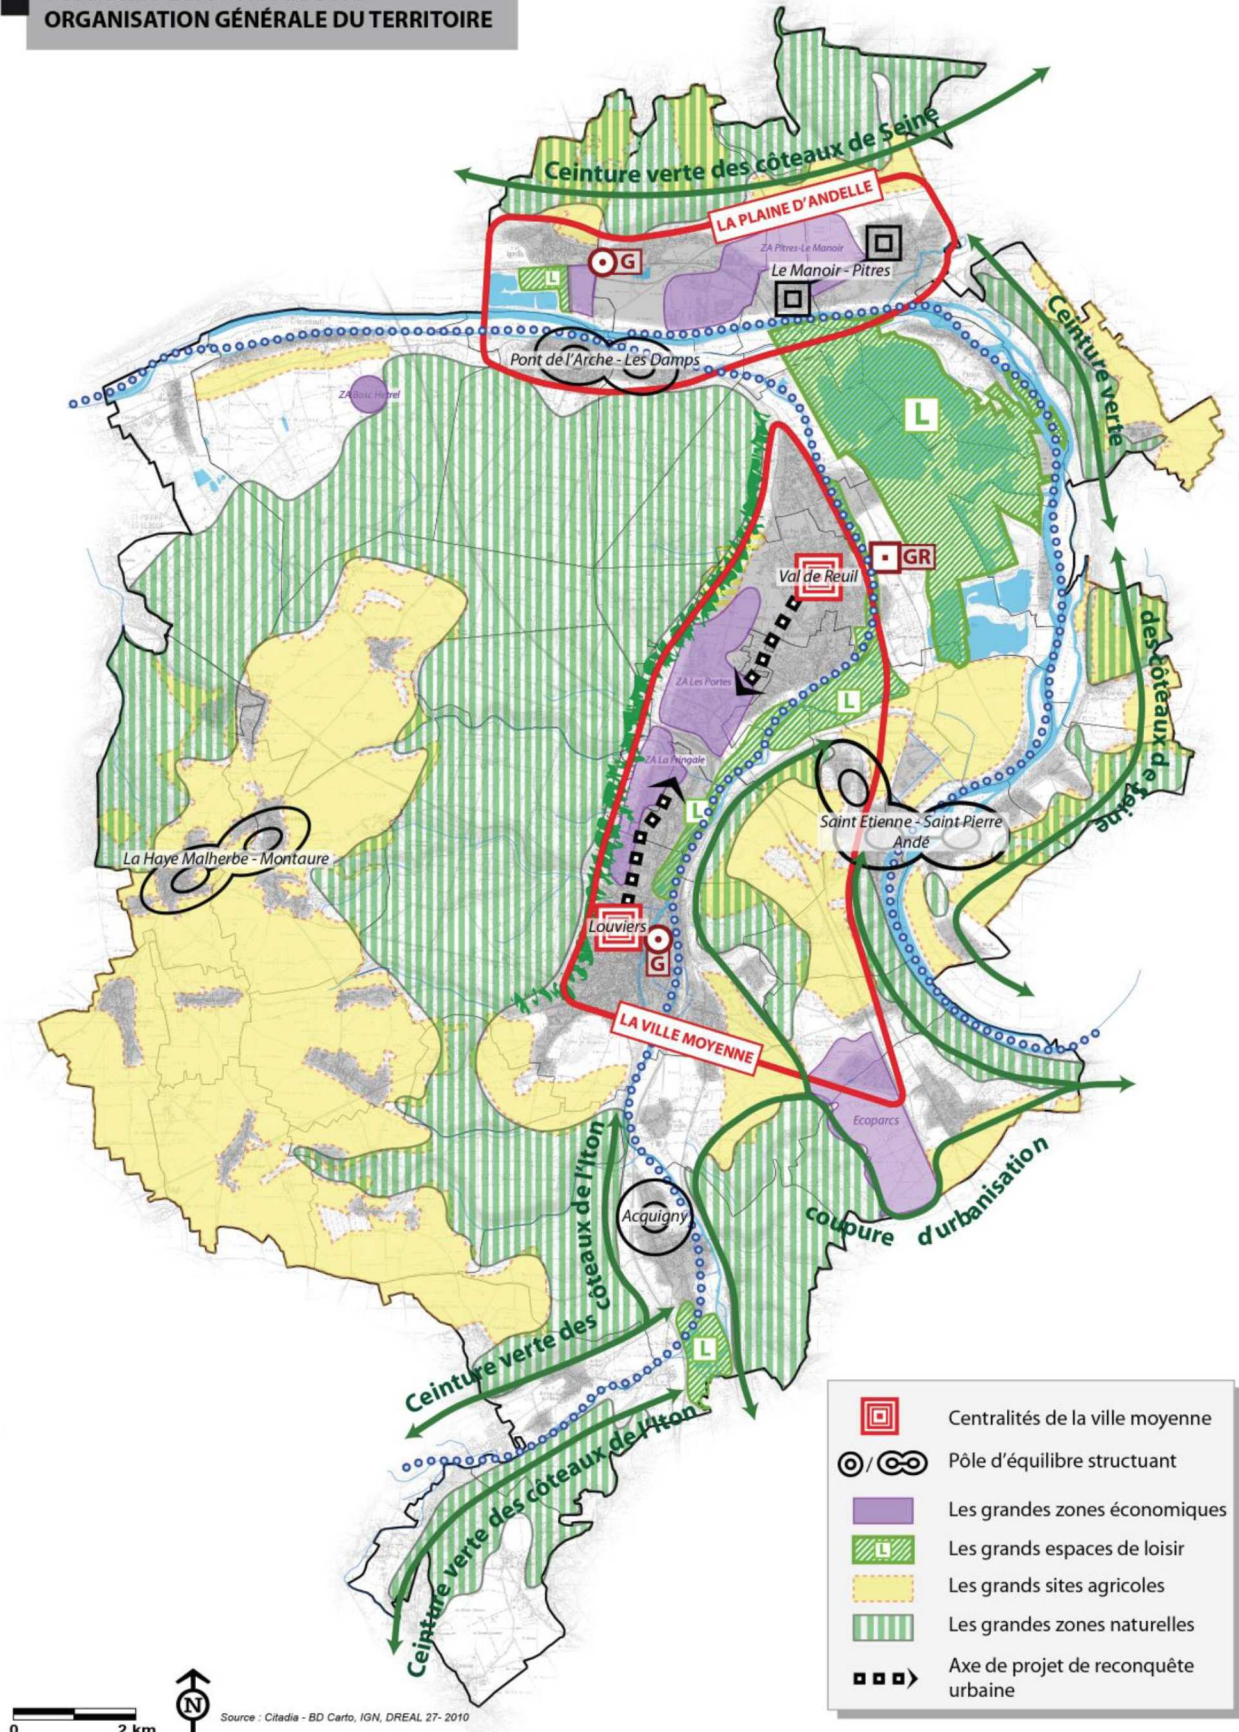 ORGANISATION GÉNÉRALE DU TERRITOIRE
Ceinture verte des côteaux de Seine
LA PLAINE D'ANDELLE
ZA Pitres-Le Manoir
Le Manoir - Pitres
G
L
Pont de l'Arche - Les Damps
ZA Bosc Hetrel
Ceinture verte
L
GR
Val de Reuil
des côteaux de Seine
ZA Les Portes
L
ZA La Fringale
L
Saint Etienne - Saint Pierre
Andé
La Haye Malherbe - Montaure
Louviers
G
LA VILLE MOYENNE
Ecoparcs
coupure d'urbanisation
Acquigny
Ceinture verte des côteaux de l'Iton
L
Ceinture verte des côteaux de l'Iton
Centralités de la ville moyenne
/
Pôle d'équilibre structuant
Les grandes zones économiques
L
Les grands espaces de loisir
Les grands sites agricoles
Les grandes zones naturelles
Axe de projet de reconquête
urbaine
N
0 2 km
Source : Citadia - BD Carto, IGN, DREAL 27- 2010